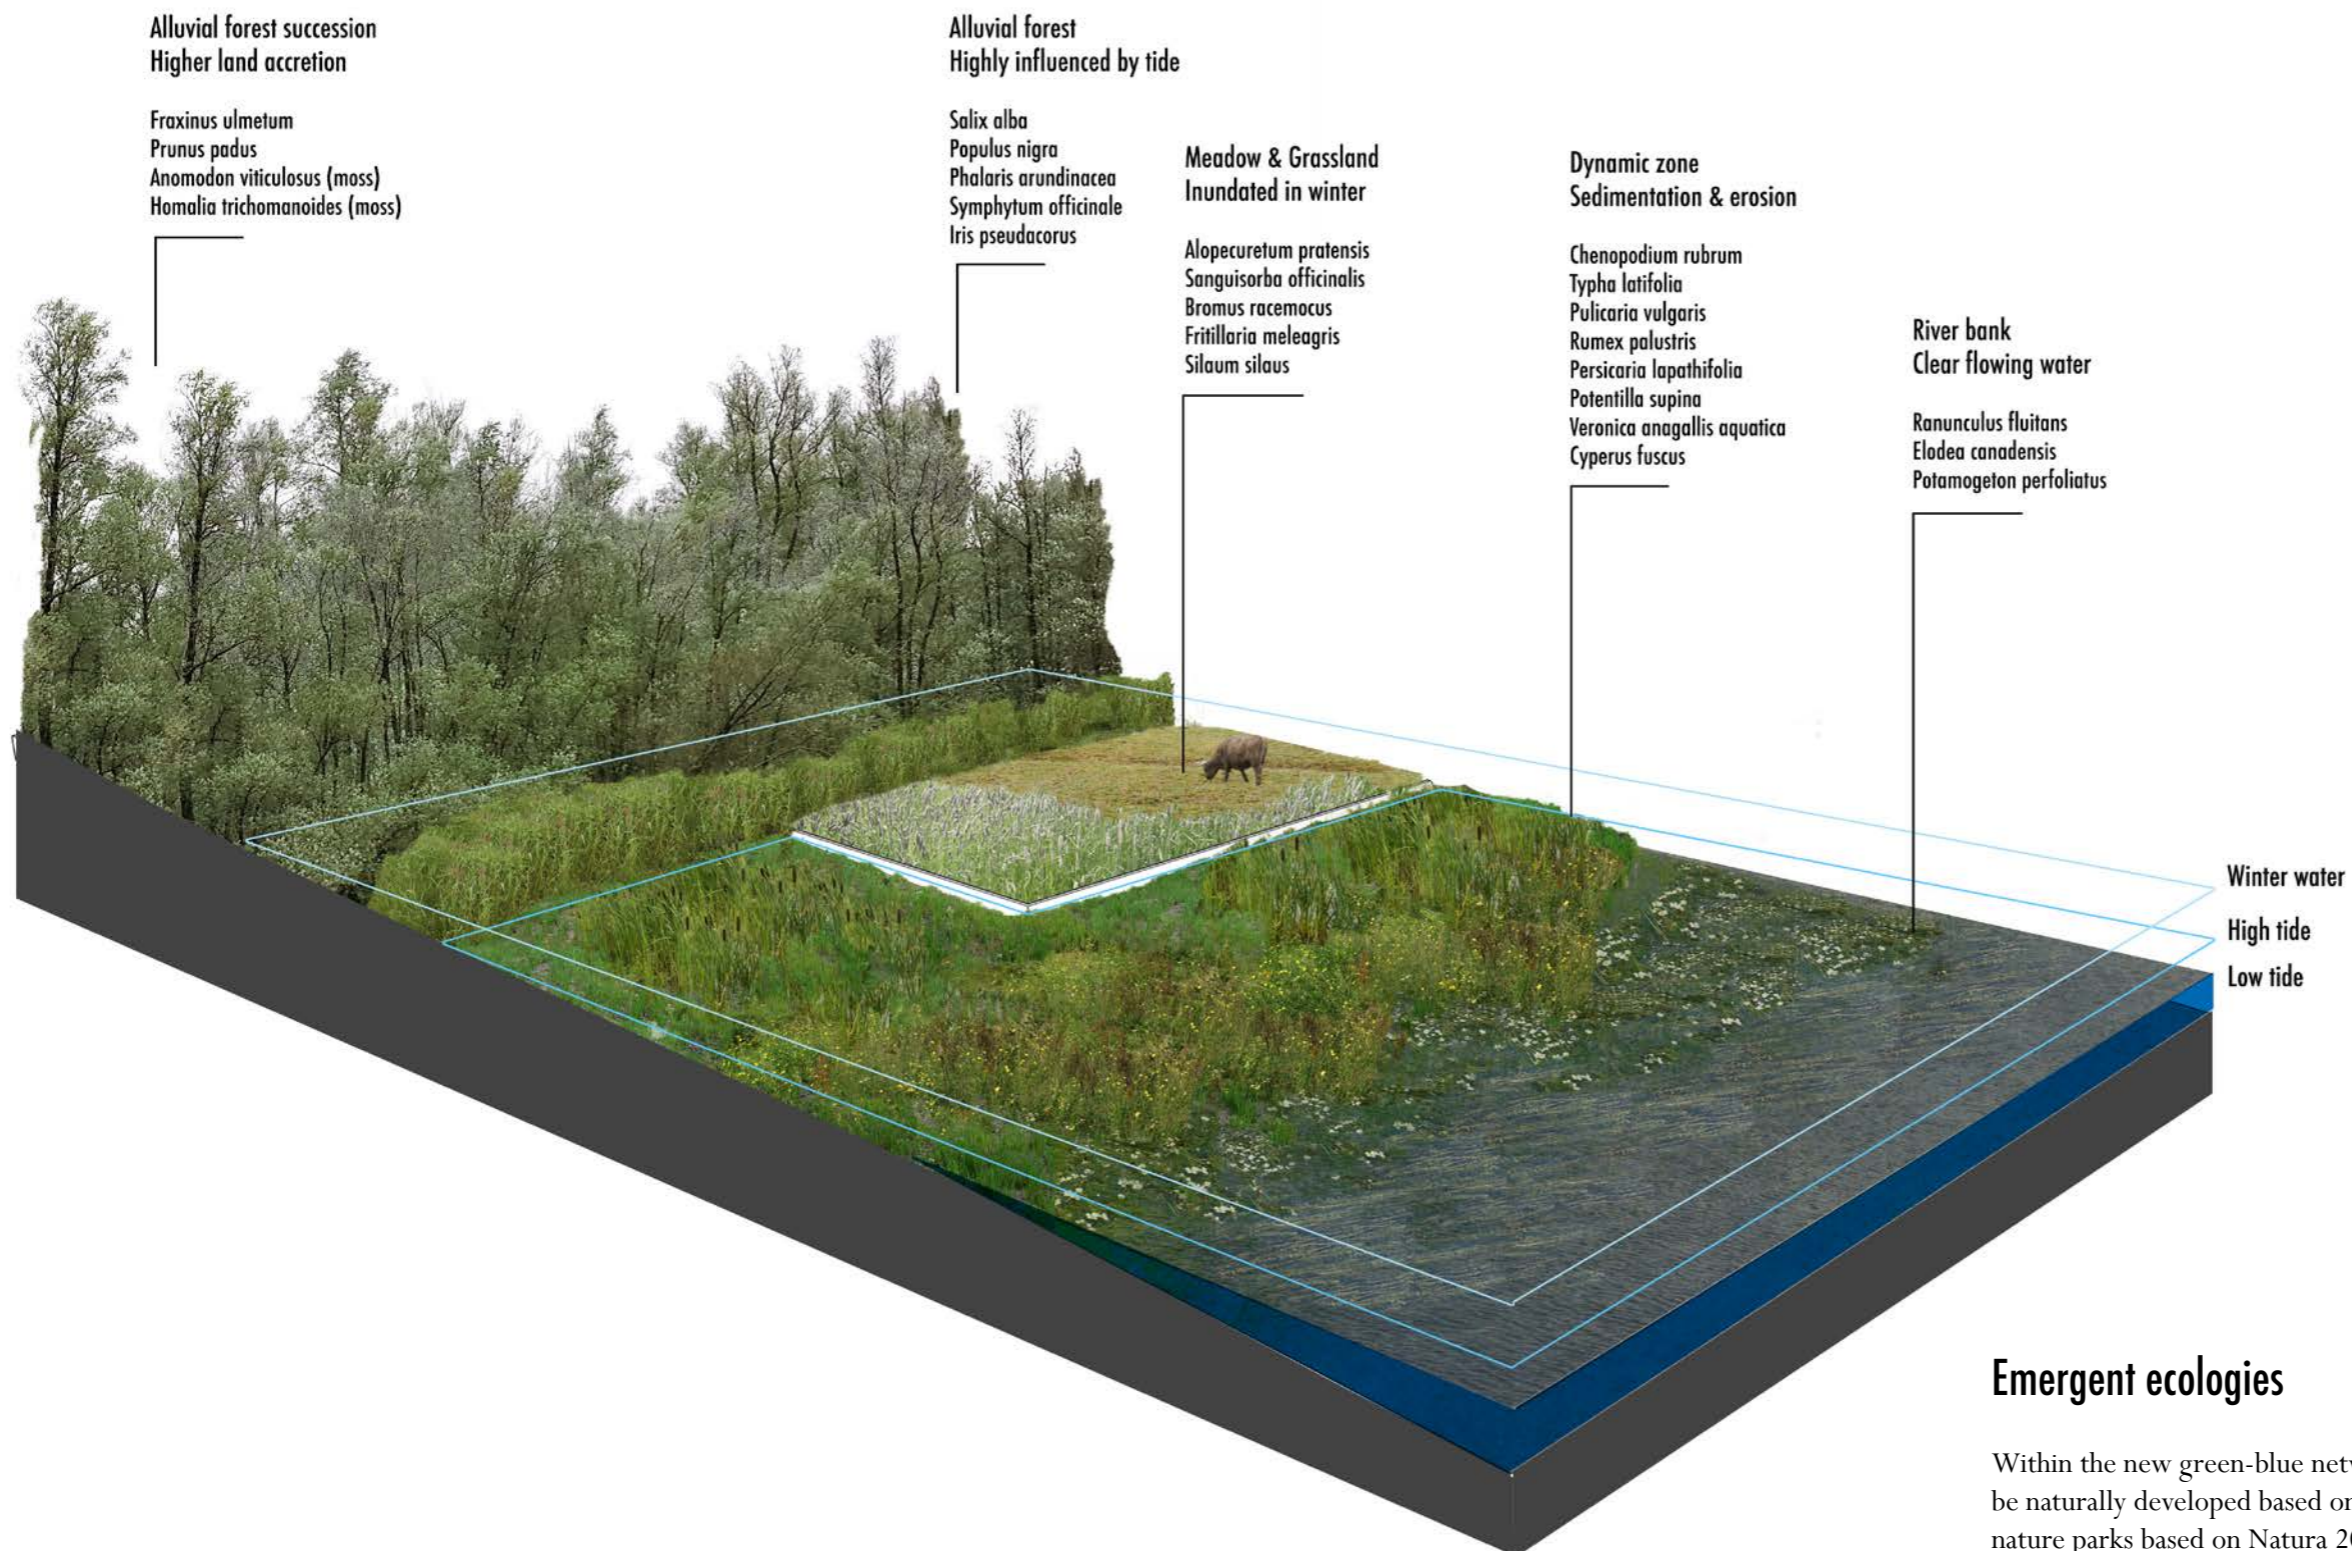 Alluvial forest succession
Higher land accretion
Fraxinus ulmetum
Prunus padus
Anomodon viticulosus (moss)
Homalia trichomanoides (moss)
Alluvial forest
Highly influenced by tide
Salix alba
Populus nigra
Phalaris arundinacea
Symphytum officinale
Iris pseudacorus
Meadow & Grassland
Inundated in winter
Alopecuretum pratensis
Sanguisorba officinalis
Bromus racemocus
Fritillaria meleagris
Silaum silaus
Dynamic zone
Sedimentation & erosion
Chenopodium rubrum
Typha latifolia
Pulicaria vulgaris
Rumex palustris
Persicaria lapathifolia
Potentilla supina
Veronica anagallis aquatica
Cyperus fuscus
River bank
Clear flowing water
Ranunculus fluitans
Elodea canadensis
Potamogeton perfoliatus
Winter water
High tide
Low tide
Emergent ecologies
Within the new green-blue
be naturally developed based
nature parks based on Natura